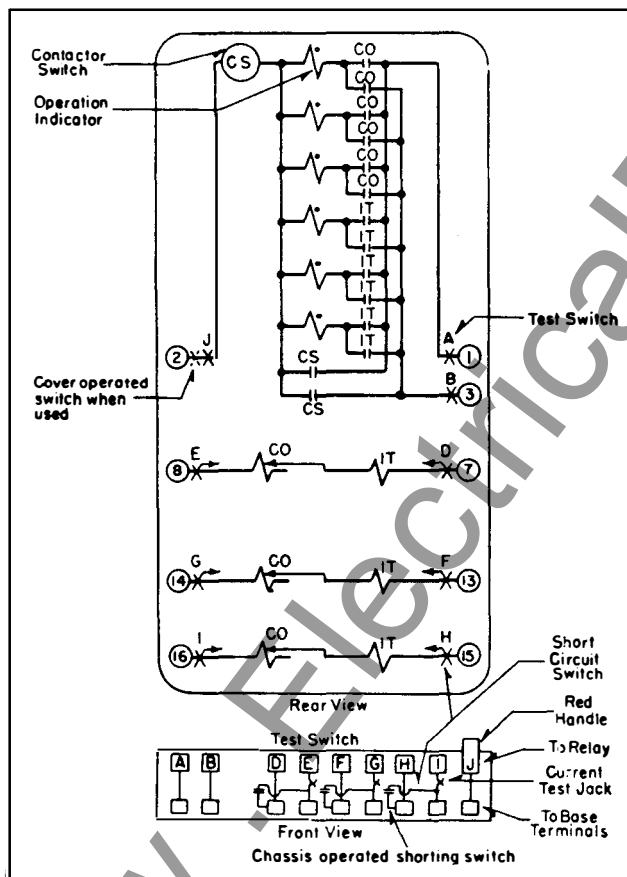 Contactor
Switch
CS
CO
CO
Operation
Indicator
CO
CO
CO
CO
IT
IT
IT
IT
IT
IT
CS
CS
J
2
A
1
Test Switch
B
3
Cover operated
switch when
used
E
8
CO
IT
D
7
G
14
CO
IT
F
13
I
16
CO
IT
H
15
Short
Circuit
Switch
Rear View
Red
Handle
Test Switch
A B D E F G H I J
To Relay
Current
Test Jack
To Base
Terminals
Front View
Chassis operated shorting switch
Electrical